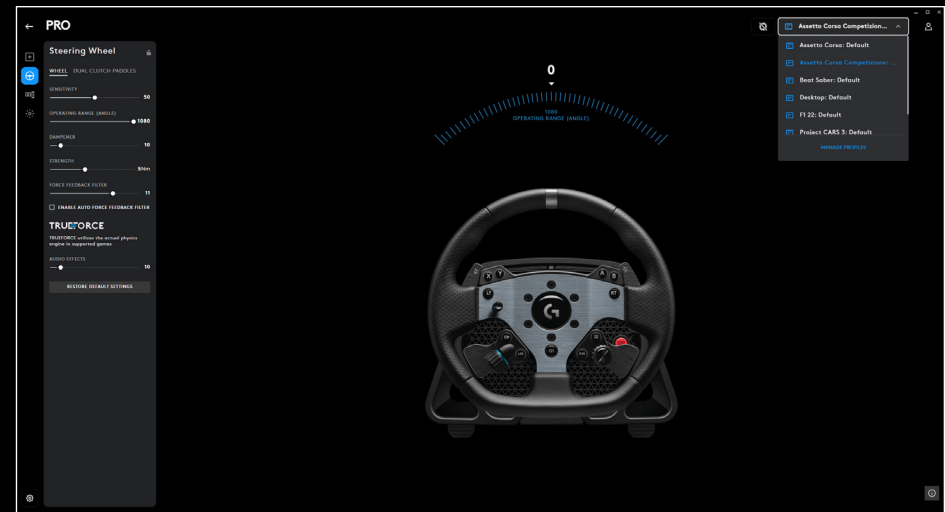 PRO
Assetto Corsa Competizion...
Steering Wheel
WHEEL DUAL CLUTCH PADDLES
SENSITIVITY
50
OPERATING RANGE (ANGLE)
1080
DAMPENER
10
STRENGTH
5Nm
FORCE FEEDBACK FILTER
11
ENABLE AUTO FORCE FEEDBACK FILTER
TRUEFORCE
TRUEFORCE utilizes the actual physics
engine in supported games
AUDIO EFFECTS
10
RESTORE DEFAULT SETTINGS
0
1080
OPERATING RANGE (ANGLE)
Assetto Corsa: Default
Assetto Corsa Competizione: ...
Beat Saber: Default
Desktop: Default
F1 22: Default
Project CARS 3: Default
MANAGE PROFILES
X Y A B
LT RT
G